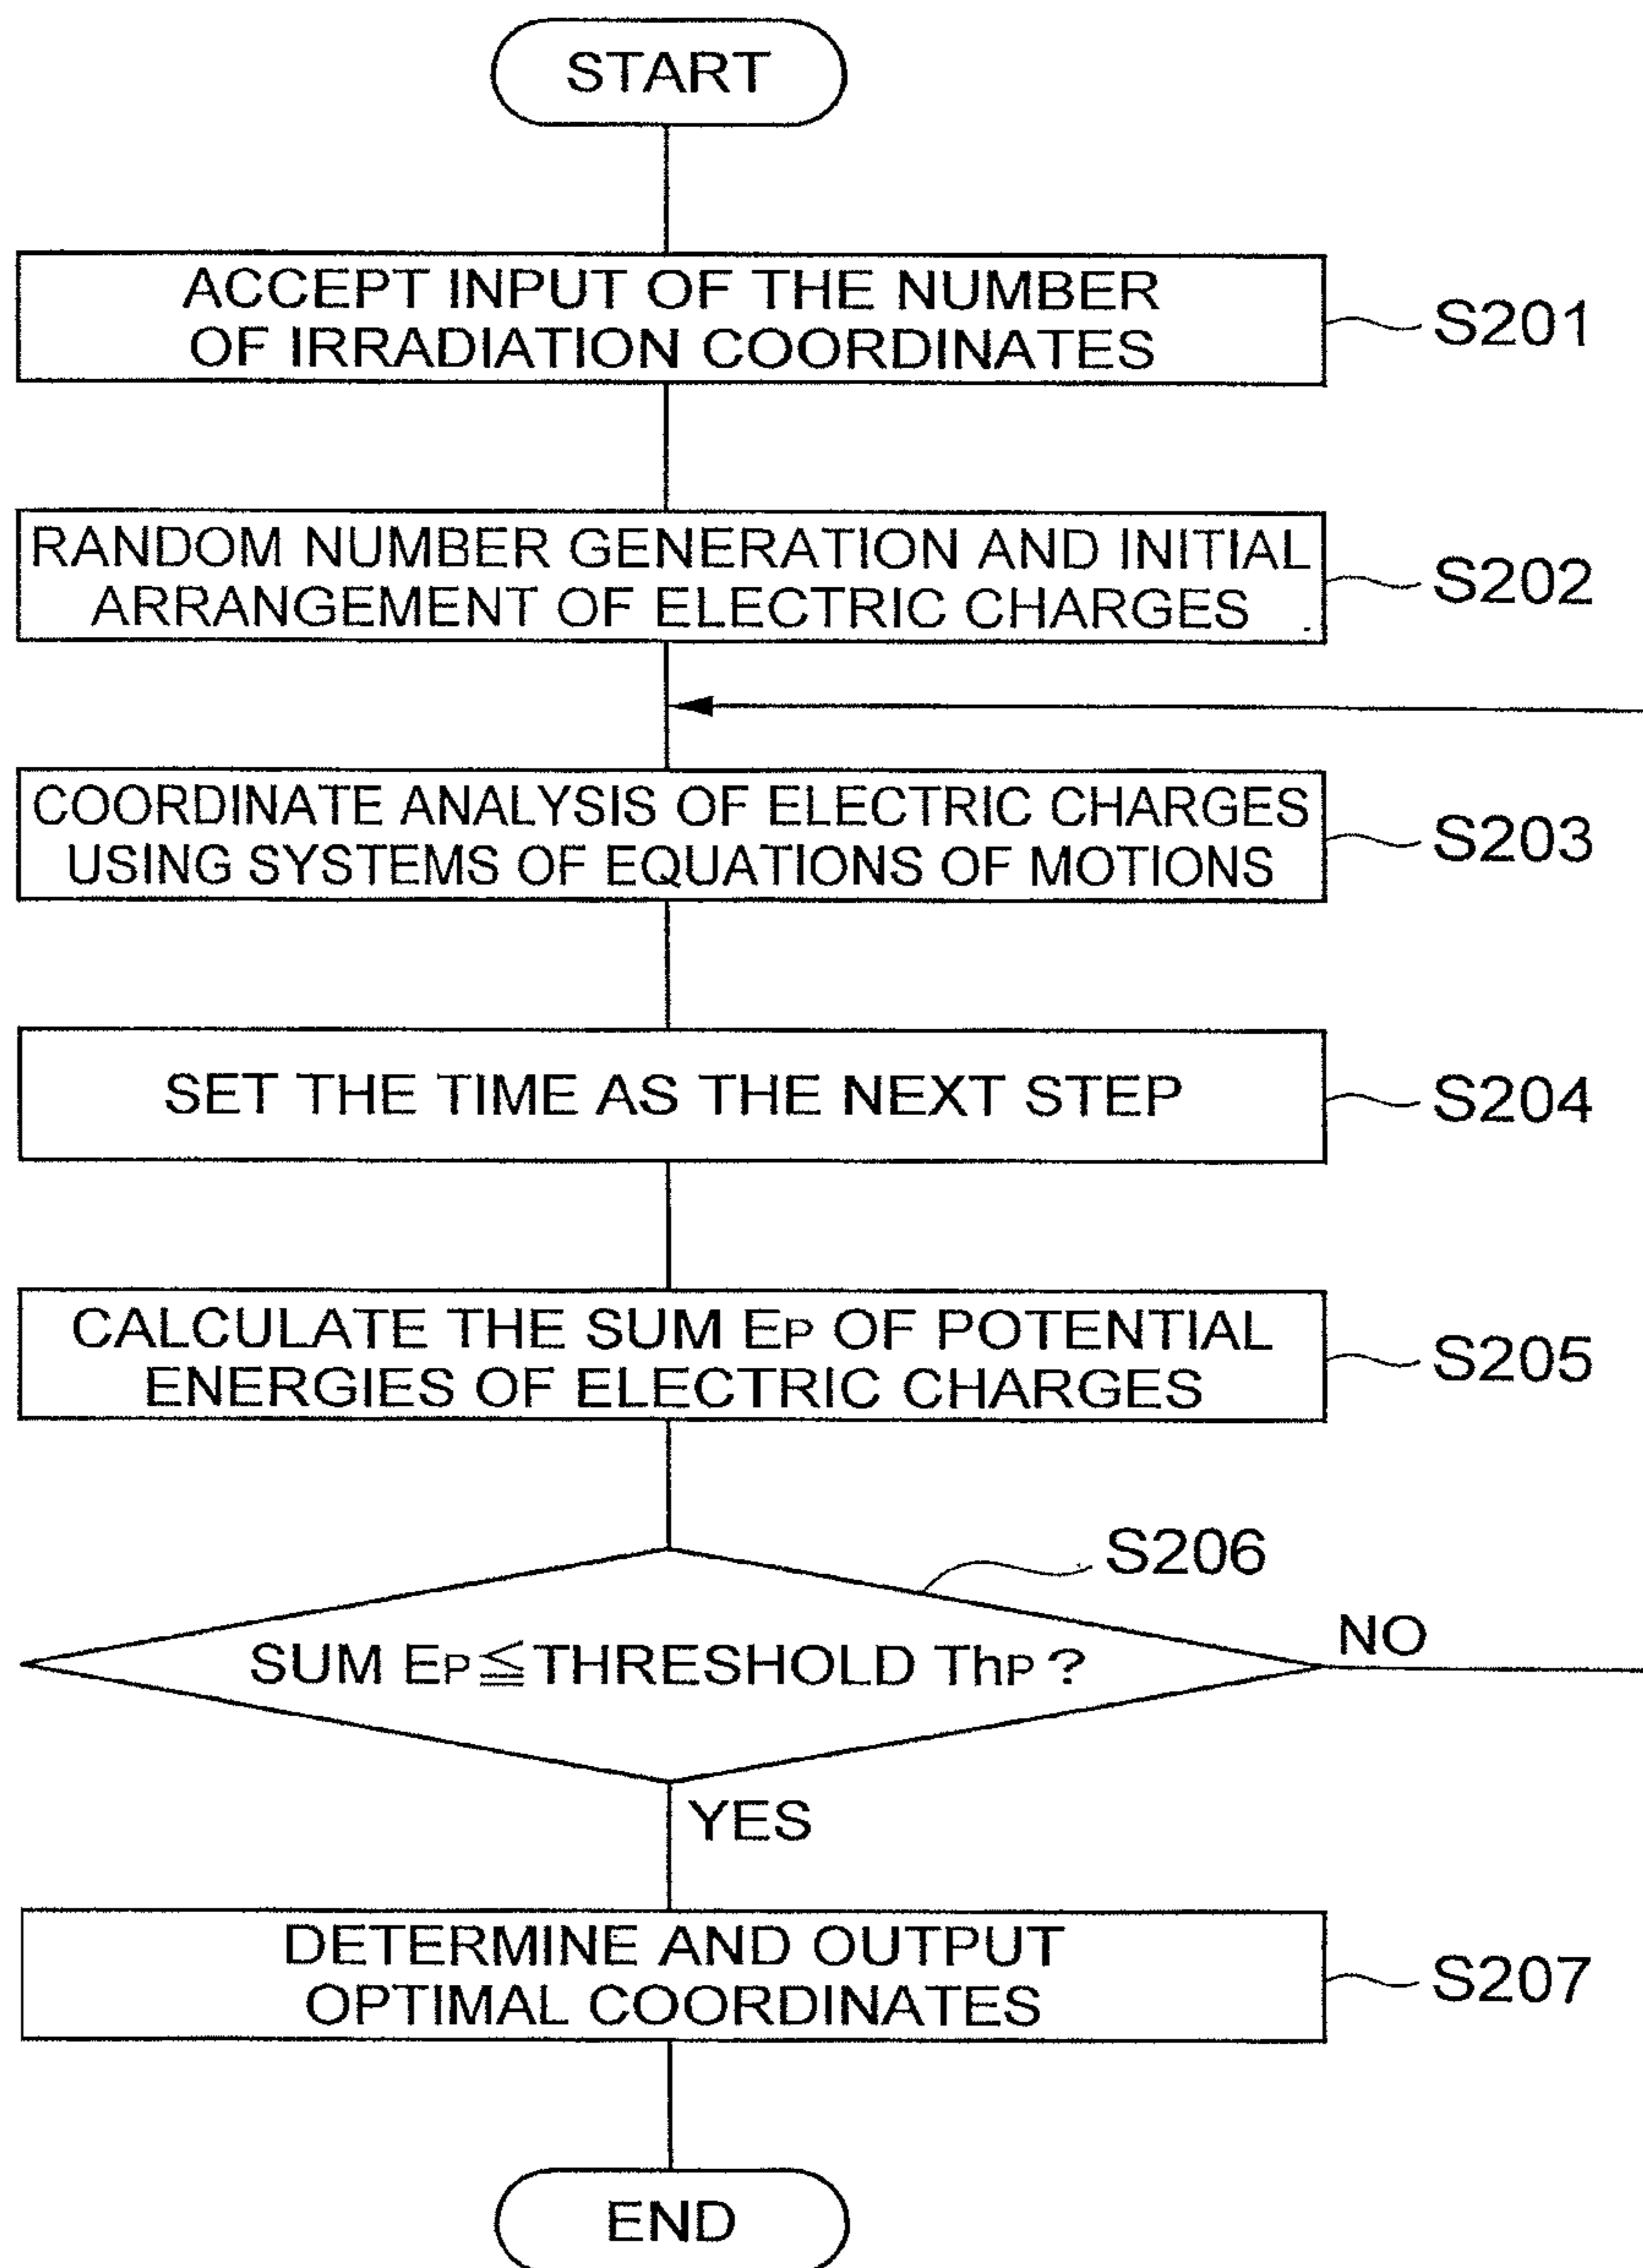 START
ACCEPT INPUT OF THE NUMBER
OF IRRADIATION COORDINATES
S201
RANDOM NUMBER GENERATION AND INITIAL
ARRANGEMENT OF ELECTRIC CHARGES
S202
COORDINATE ANALYSIS OF ELECTRIC CHARGES
USING SYSTEMS OF EQUATIONS OF MOTIONS
S203
SET THE TIME AS THE NEXT STEP
S204
CALCULATE THE SUM EP OF POTENTIAL
ENERGIES OF ELECTRIC CHARGES
S205
S206
SUM EP≦THRESHOLD ThP ?
NO
YES
DETERMINE AND OUTPUT
OPTIMAL COORDINATES
S207
END